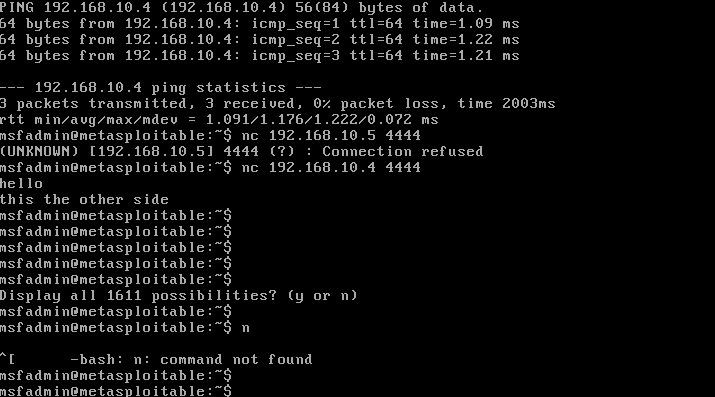 PING 192.168.10.4 (192.168.10.4) 56(84) bytes of data.
64 bytes from 192.168.10.4: icmp_seq=1 ttl=64 time=1.09 ms
64 bytes from 192.168.10.4: icmp_seq=2 ttl=64 time=1.22 ms
64 bytes from 192.168.10.4: icmp_seq=3 ttl=64 time=1.21 ms
--- 192.168.10.4 ping statistics ---
3 packets transmitted, 3 received, 0% packet loss, time 2003ms
rtt min/avg/max/mdev = 1.091/1.176/1.222/0.072 ms
msfadmin@metasploitable:~$ nc 192.168.10.5 4444
(UNKNOWN) [192.168.10.5] 4444 (?) : Connection refused
msfadmin@metasploitable:~$ nc 192.168.10.4 4444
hello
this the other side
msfadmin@metasploitable:~$
msfadmin@metasploitable:~$
msfadmin@metasploitable:~$
msfadmin@metasploitable:~$
msfadmin@metasploitable:~$
Display all 1611 possibilities? (y or n)
msfadmin@metasploitable:~$
msfadmin@metasploitable:~$ n
^[      -bash: n: command not found
msfadmin@metasploitable:~$
msfadmin@metasploitable:~$